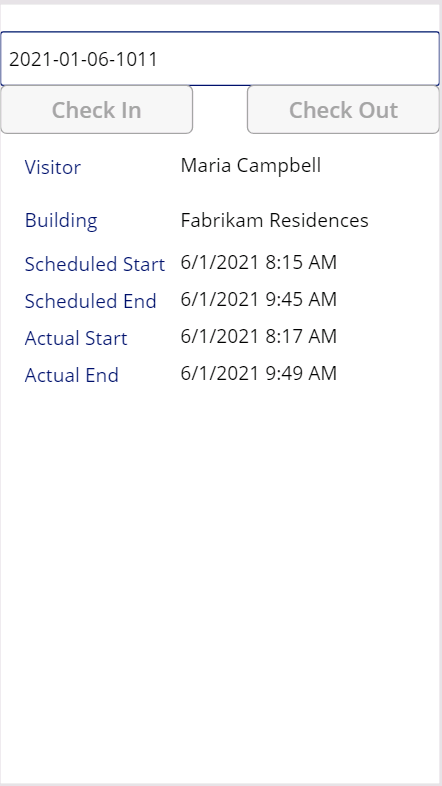 2021-01-06-1011
Check In Check Out
Visitor Maria Campbell
Building Fabrikam Residences
Scheduled Start 6/1/2021 8:15 AM
Scheduled End 6/1/2021 9:45 AM
Actual Start 6/1/2021 8:17 AM
Actual End 6/1/2021 9:49 AM